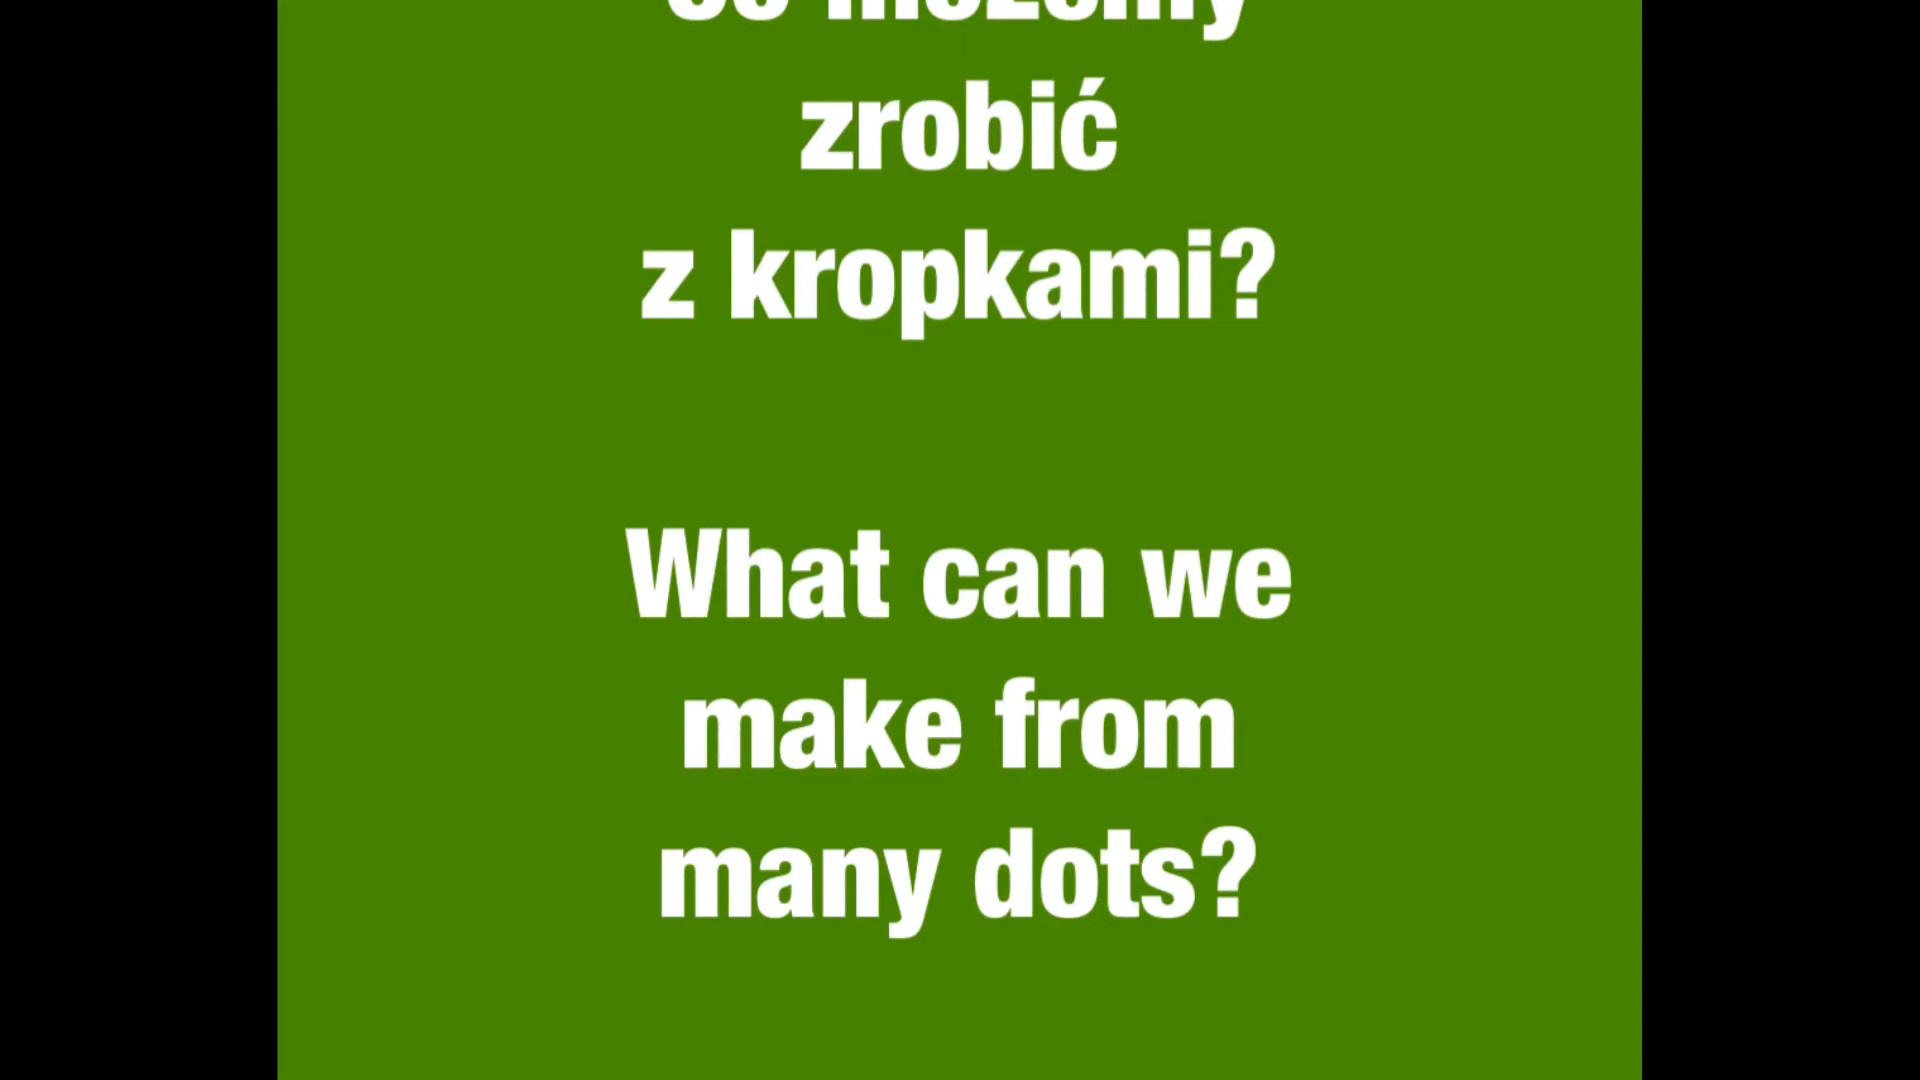 zrobić
z kropkami?
What can we
make from
many dots?